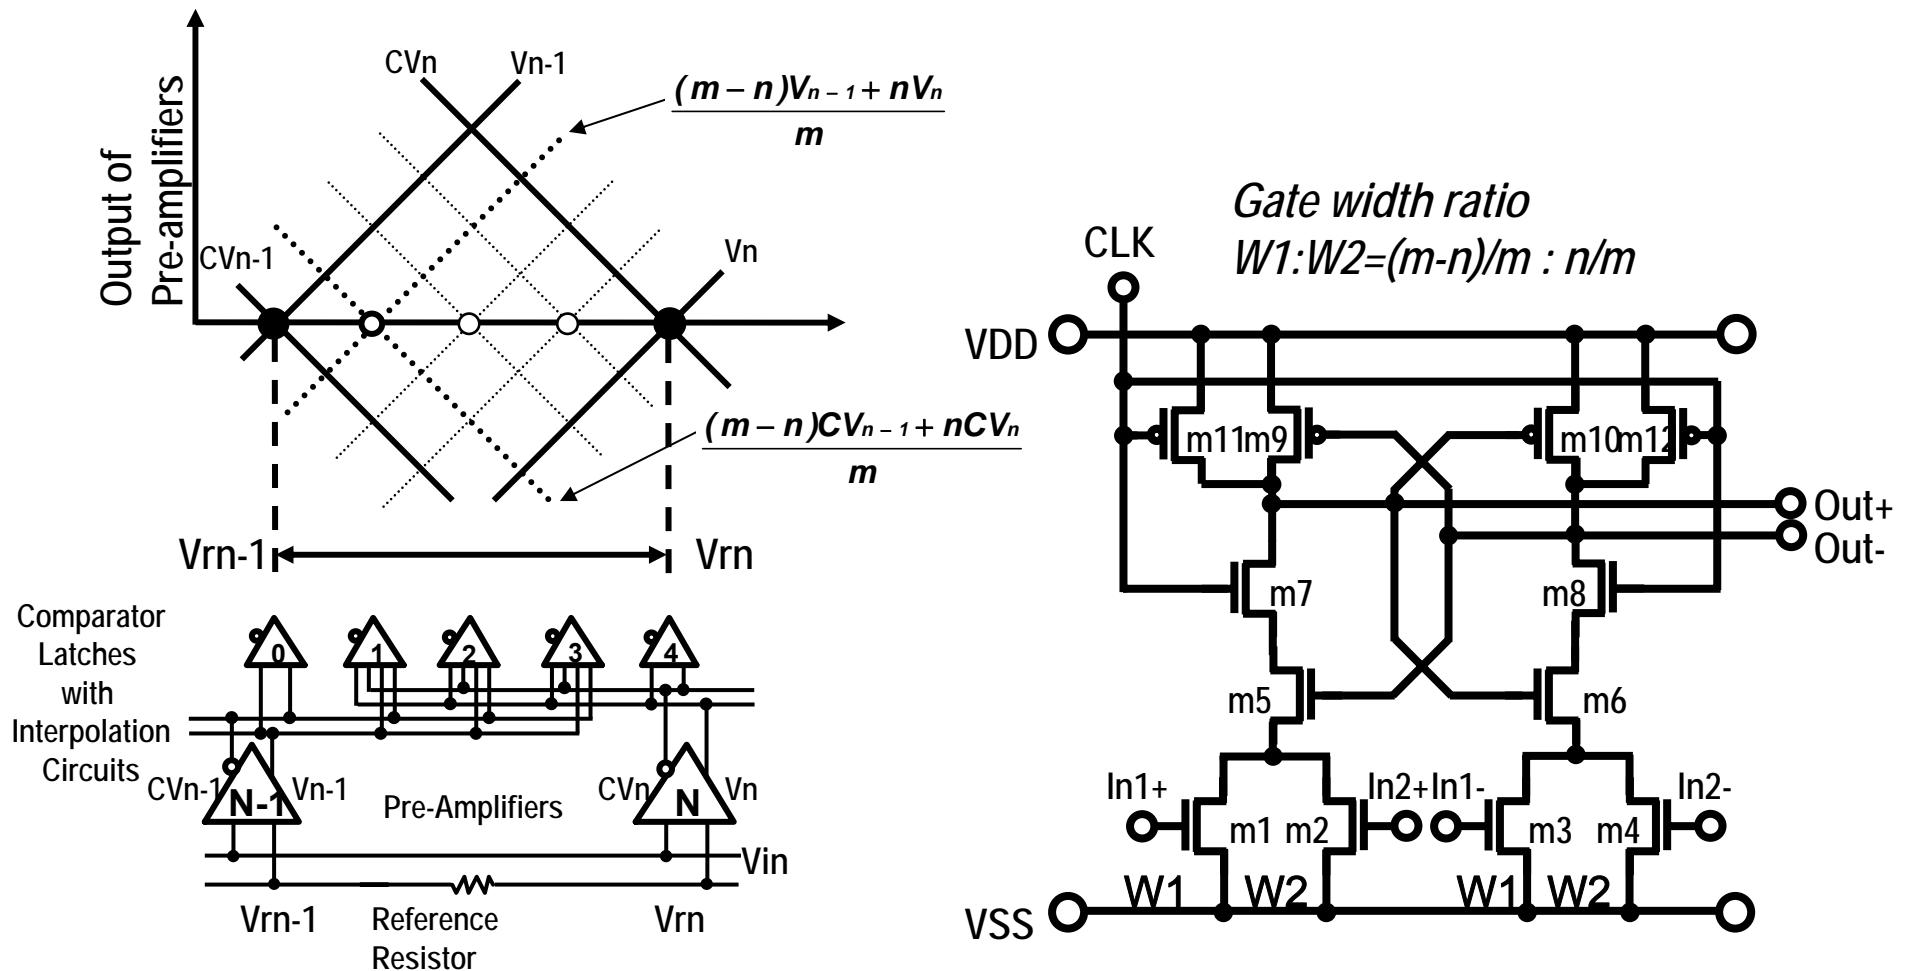 CVn
Vn-1
(m – n)Vn – 1 + nVn
m
Output of
Pre-amplifiers
CVn-1
Vn
(m – n)CVn – 1 + nCVn
m
Vrn-1
Vrn
Comparator
Latches
with
Interpolation
Circuits
0
1
2
3
4
CVn-1
N-1
Vn-1
Pre-Amplifiers
CVn
N
Vn
Vin
Vrn-1
Reference
Resistor
Vrn
Gate width ratio
W1:W2=(m-n)/m : n/m
CLK
VDD
m11
m9
m10
m12
Out+
Out-
m7
m8
m5
m6
In1+
In2+
In1-
In2-
m1
m2
m3
m4
W1
W2
W1
W2
VSS